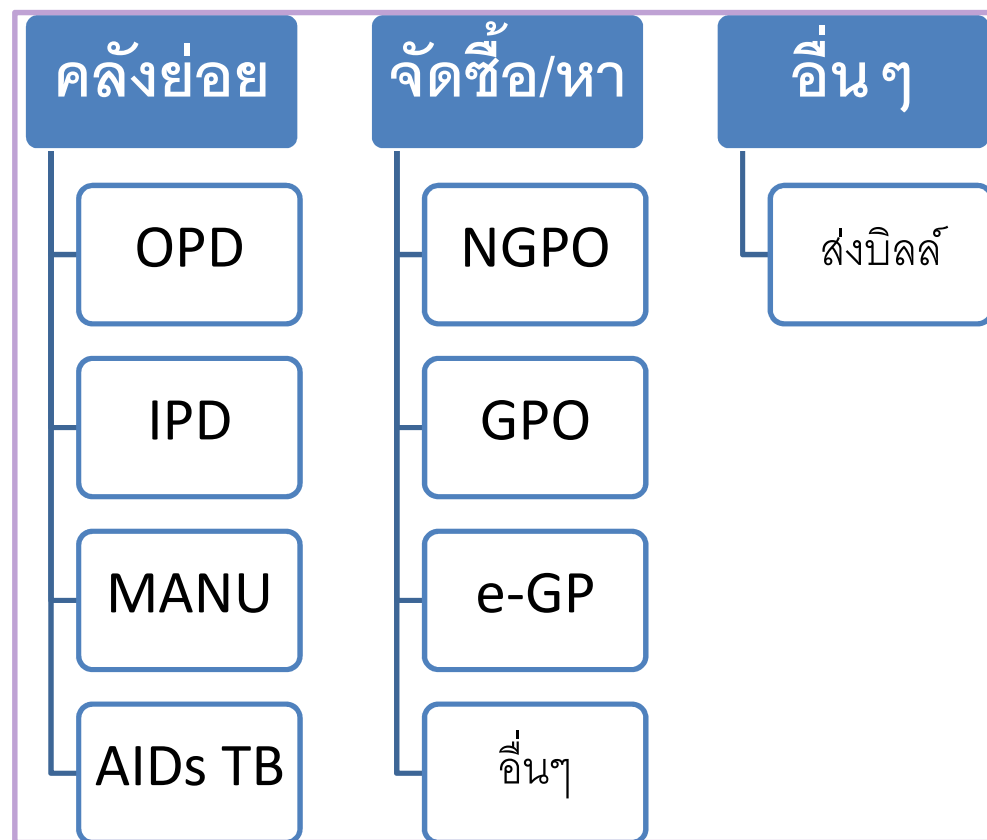 คลังย่อย
OPD
IPD
MANU
AIDs TB
จัดซื้อ/หา
NGPO
GPO
e-GP
อื่นๆ
อื่น ๆ
ส่งบิลล์